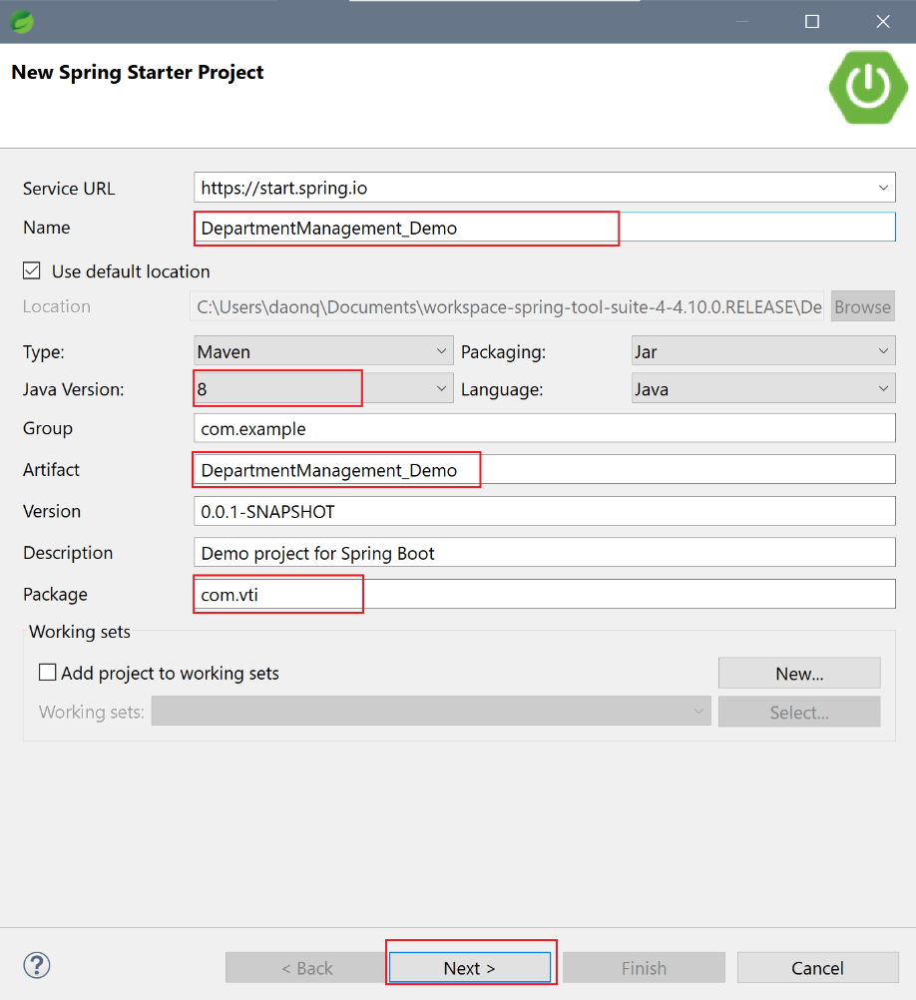 New Spring Starter Project
Service URL https://start.spring.io
Name DepartmentManagement_Demo
Use default location
Location C:\Users\daonq\Documents\workspace-spring-tool-suite-4-4.10.0.RELEASE\De Browse
Type: Maven Packaging: Jar
Java Version: 8 Language: Java
Group com.example
Artifact DepartmentManagement_Demo
Version 0.0.1-SNAPSHOT
Description Demo project for Spring Boot
Package com.vti
Working sets
Add project to working sets New...
Working sets: Select...
? < Back Next > Finish Cancel